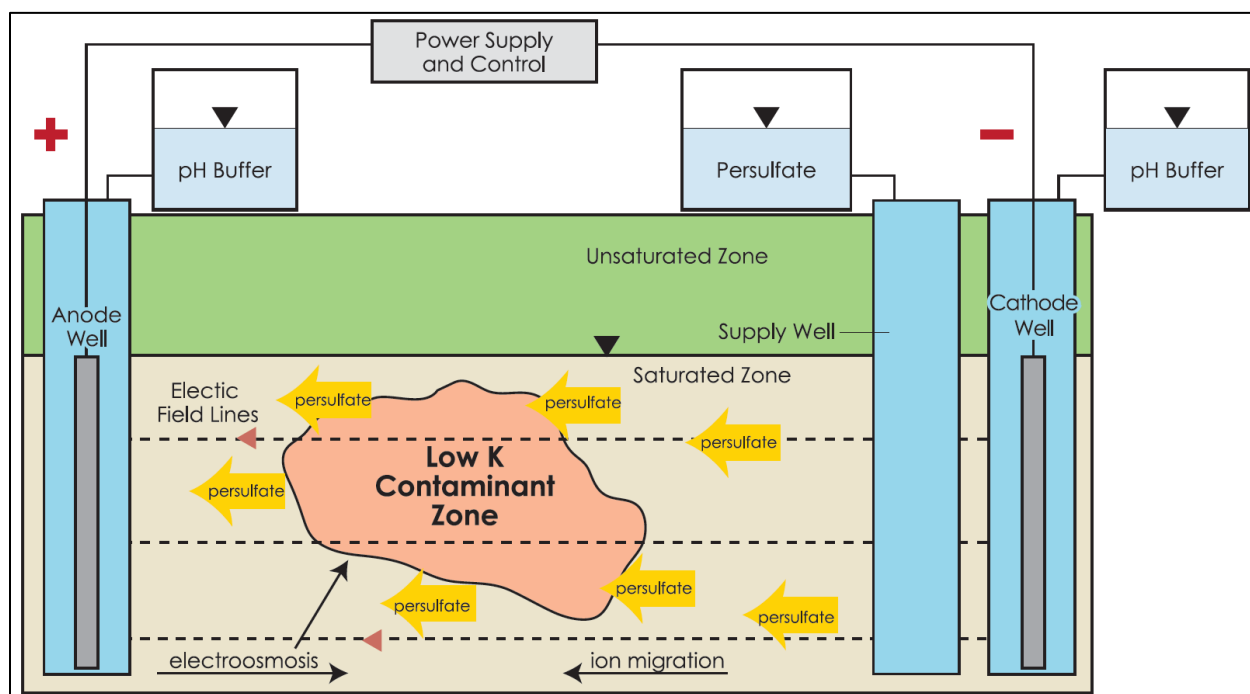 Power Supply
and Control
+
pH Buffer
Persulfate
−
pH Buffer
Unsaturated Zone
Anode
Well
Cathode
Well
Supply Well
Saturated Zone
Electic
Field Lines
persulfate
persulfate
persulfate
Low K
Contaminant
Zone
persulfate
persulfate
persulfate
persulfate
electroosmosis
ion migration